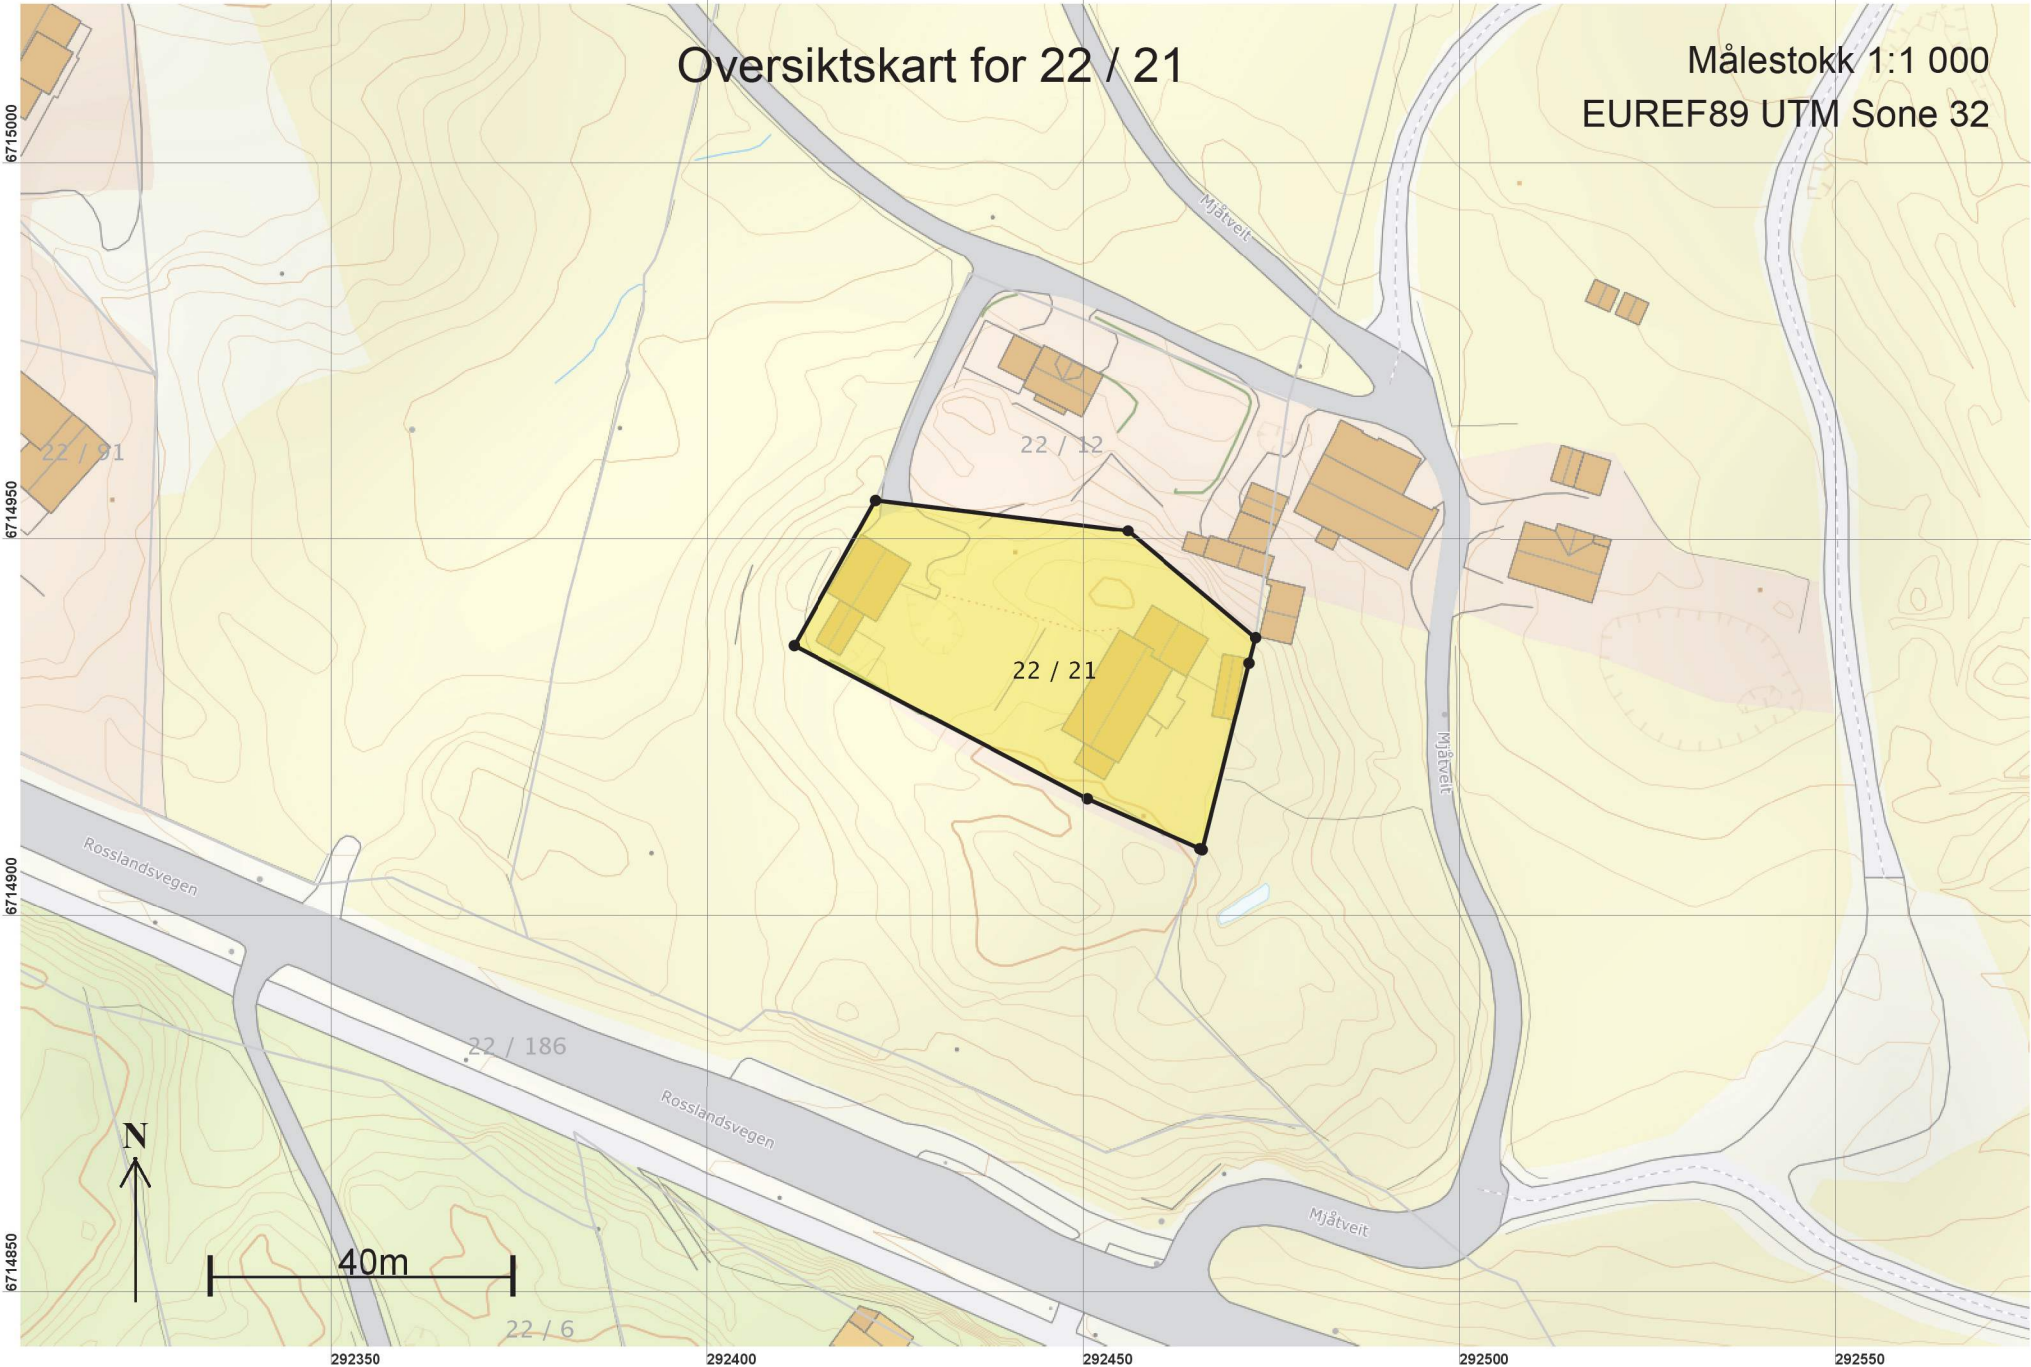 Oversiktskart for 22 / 21
Målestokk 1:1 000
EUREF89 UTM Sone 32
6715000
Mjåtveit
22 / 12
22 / 91
6714950
22 / 21
Mjåtveit
Rosslandsvegen
6714900
22 / 186
Rosslandsvegen
N
Mjåtveit
40m
6714850
22 / 6
292350
292400
292450
292500
292550